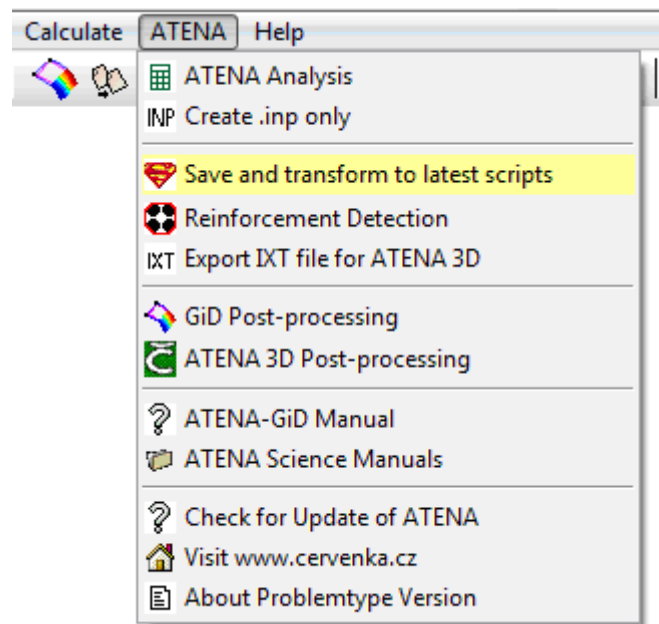 Calculate ATENA Help
ATENA Analysis
INP Create .inp only
Save and transform to latest scripts
Reinforcement Detection
IXT Export IXT file for ATENA 3D
GiD Post-processing
ATENA 3D Post-processing
ATENA-GiD Manual
ATENA Science Manuals
Check for Update of ATENA
Visit www.cervenka.cz
About Problemtype Version